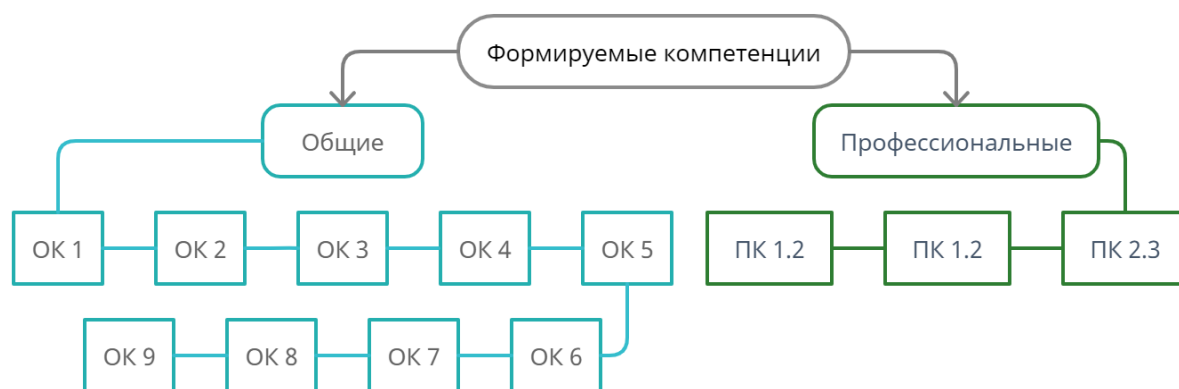 Формируемые компетенции
Общие
Профессиональные
ОК 1
ОК 2
ОК 3
ОК 4
ОК 5
ПК 1.2
ПК 1.2
ПК 2.3
ОК 9
ОК 8
ОК 7
ОК 6